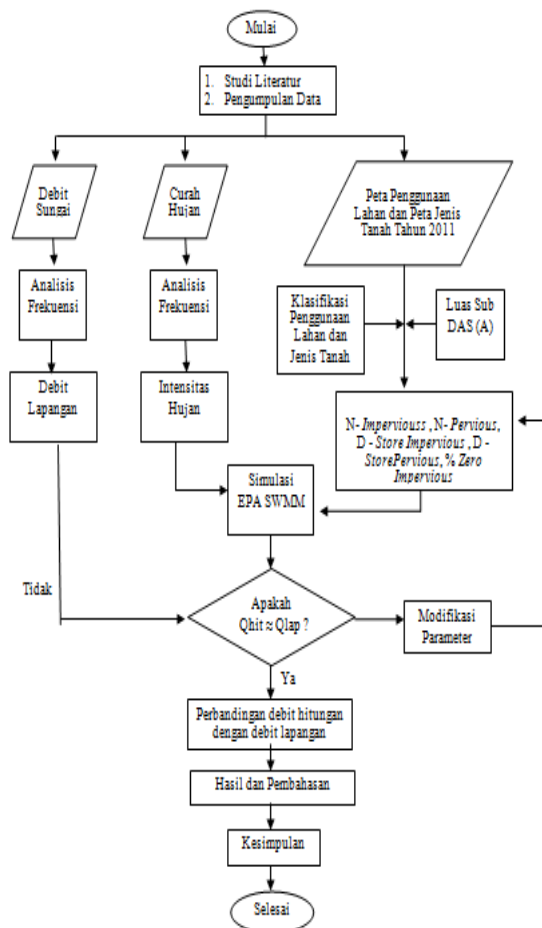 Mulai
1. Studi Literatur
2. Pengumpulan Data
Debit
Sungai
Curah
Hujan
Peta Penggunaan
Lahan dan Peta Jenis
Tanah Tahun 2011
Analisis
Frekuensi
Analisis
Frekuensi
Klasifikasi
Penggunaan
Lahan dan
Jenis Tanah
Luas Sub
DAS (A)
Debit
Lapangan
Intensitas
Hujan
N- Imperviouss , N- Pervious,
D - Store Impervious , D -
StorePervious, % Zero
Impervious
Simulasi
EPA SWMM
Tidak
Apakah
Qhit ≈ Qlap ?
Modifikasi
Parameter
Ya
Perbandingan debit hitungan
dengan debit lapangan
Hasil dan Pembahasan
Kesimpulan
Selesai